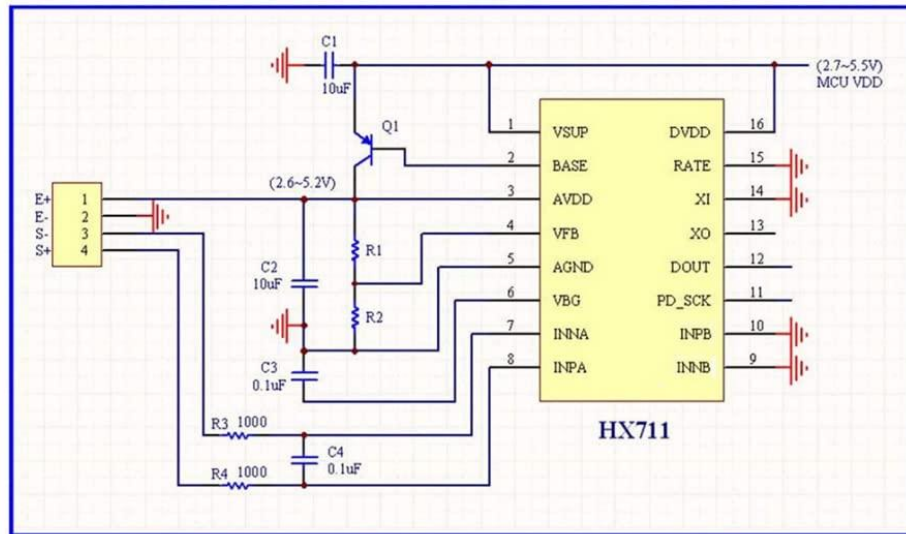 C1
10uF
(2.7~5.5V)
MCU VDD
Q1
1 VSUP DVDD 16
2 BASE RATE 15
(2.6~5.2V)
3 AVDD XI 14
4 VFB XO 13
5 AGND DOUT 12
6 VBG PD_SCK 11
7 INNA INPB 10
8 INPA INNB 9
HX711
E+ 1
E- 2
S- 3
S+ 4
R1
C2
10uF
R2
C3
0.1uF
R3 1000
C4
0.1uF
R4 1000